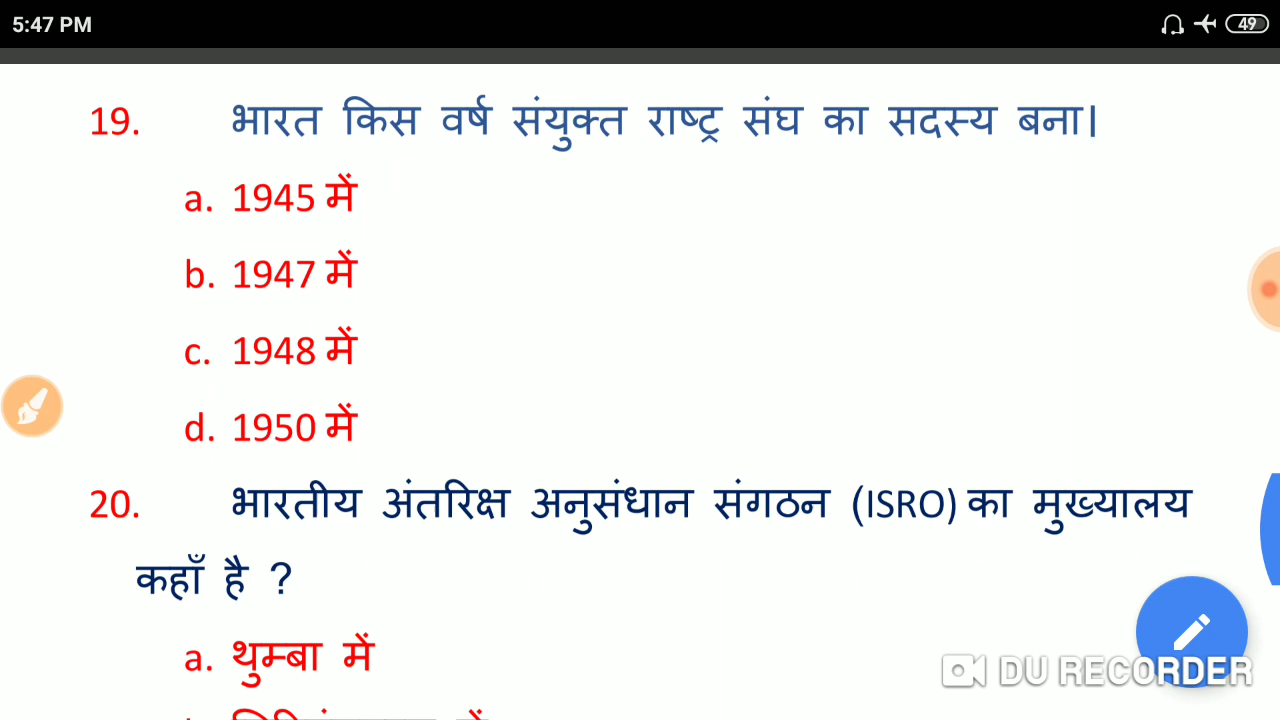 5:47 PM
49
19. भारत किस वर्ष संयुक्त राष्ट्र संघ का सदस्य बना।
a. 1945 में
b. 1947 में
c. 1948 में
d. 1950 में
20. भारतीय अंतरिक्ष अनुसंधान संगठन (ISRO) का मुख्यालय
कहाँ है ?
a. थुम्बा में
DU RECORDER